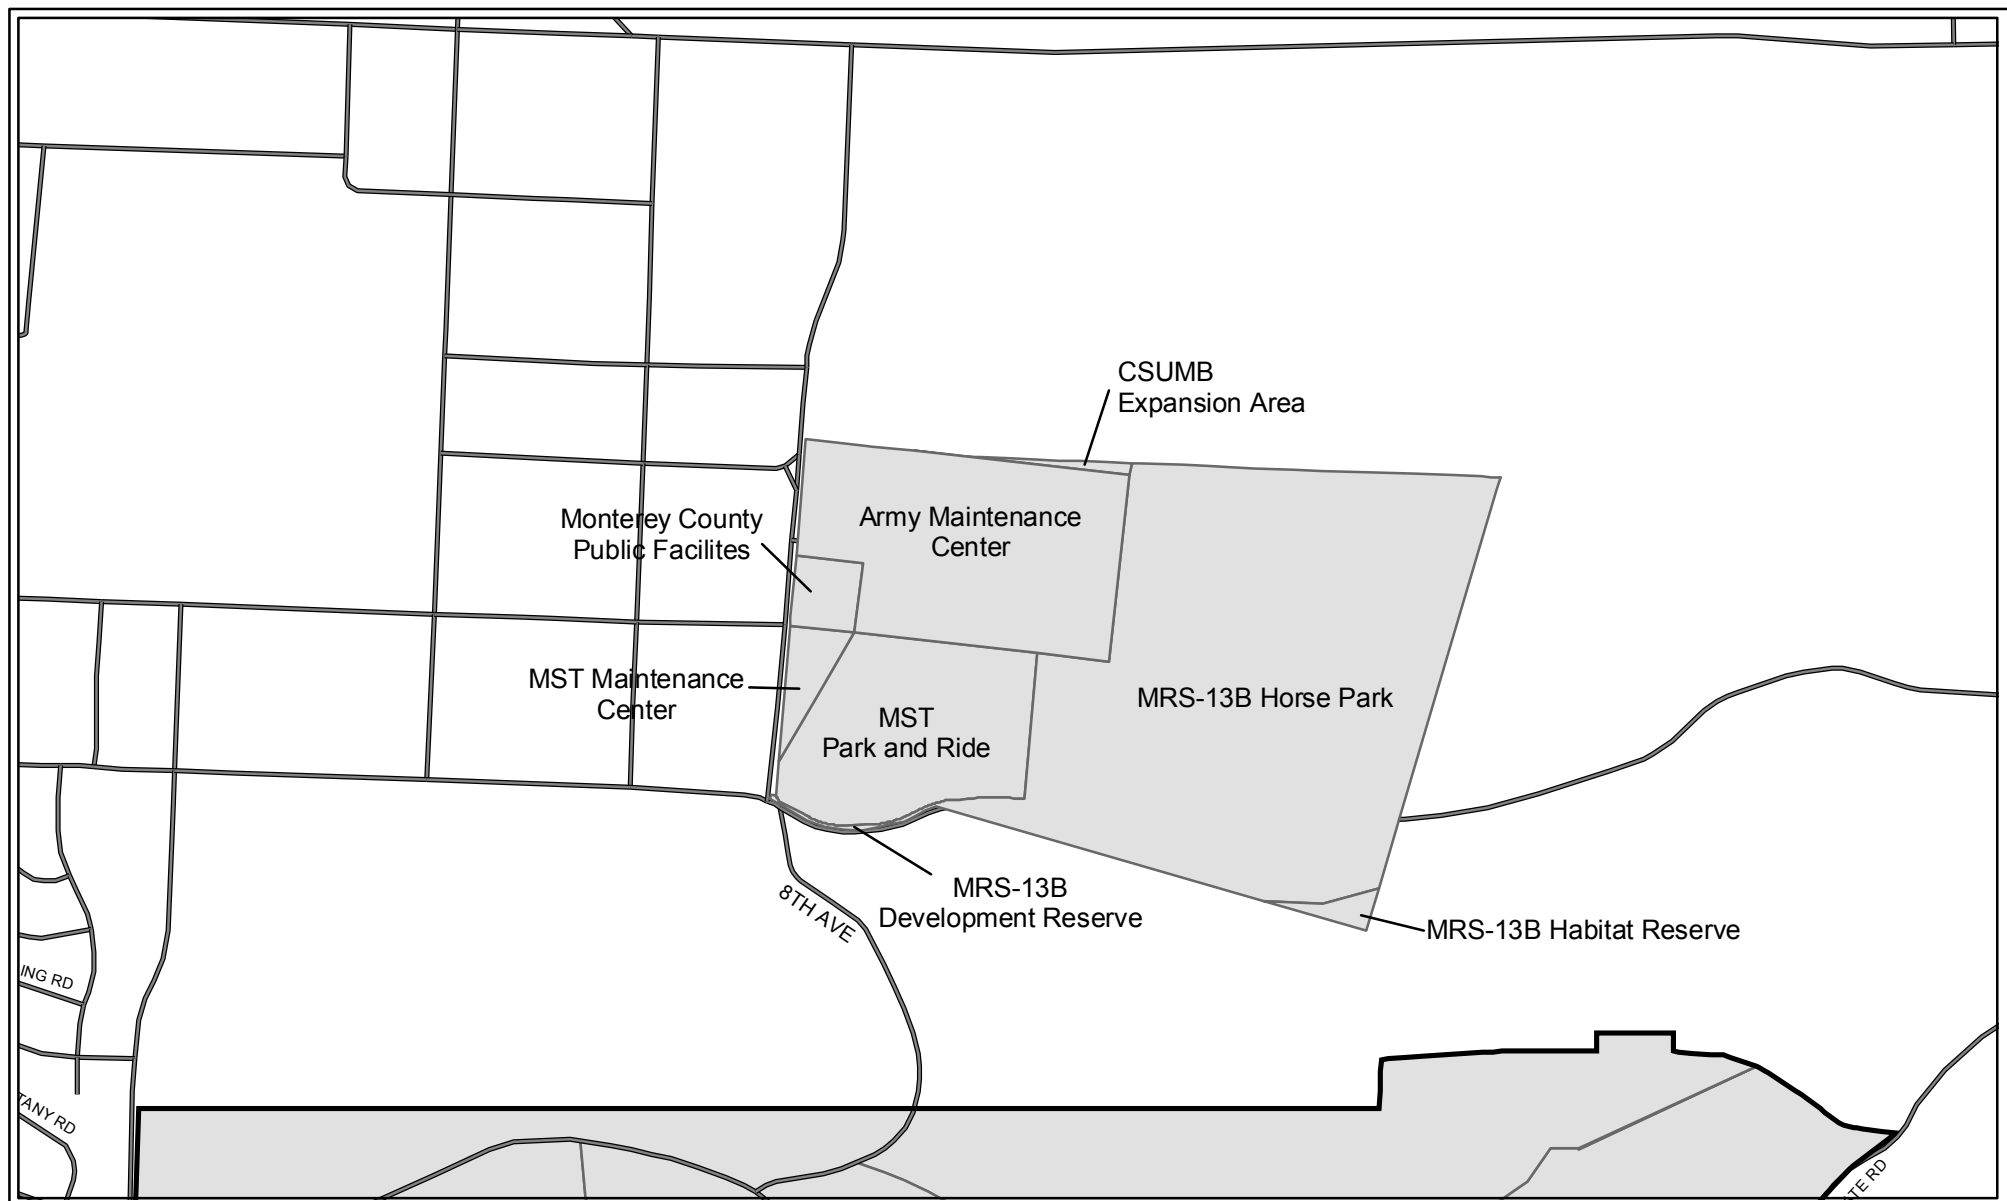 CSUMB
Expansion Area
Monterey County
Public Facilites
Army Maintenance
Center
MST Maintenance
Center
MST
Park and Ride
MRS-13B Horse Park
MRS-13B
Development Reserve
8TH AVE
MRS-13B Habitat Reserve
ING RD
TANY RD
ATE RD